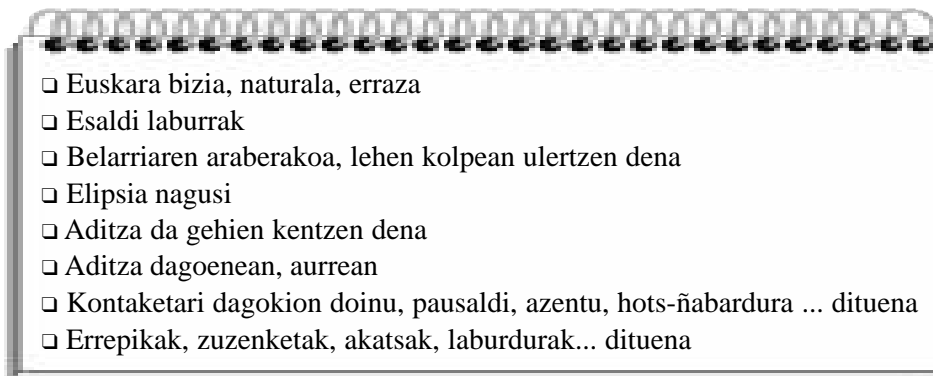 ❑ Euskara bizia, naturala, erraza
❑ Esaldi laburrak
❑ Belarriaren araberakoa, lehen kolpean ulertzen dena
❑ Elipsia nagusi
❑ Aditza da gehien kentzen dena
❑ Aditza dagoenean, aurrean
❑ Kontaketari dagokion doinu, pausaldi, azentu, hots-ñabardura ... dituena
❑ Errepikak, zuzenketak, akatsak, laburdurak... dituena